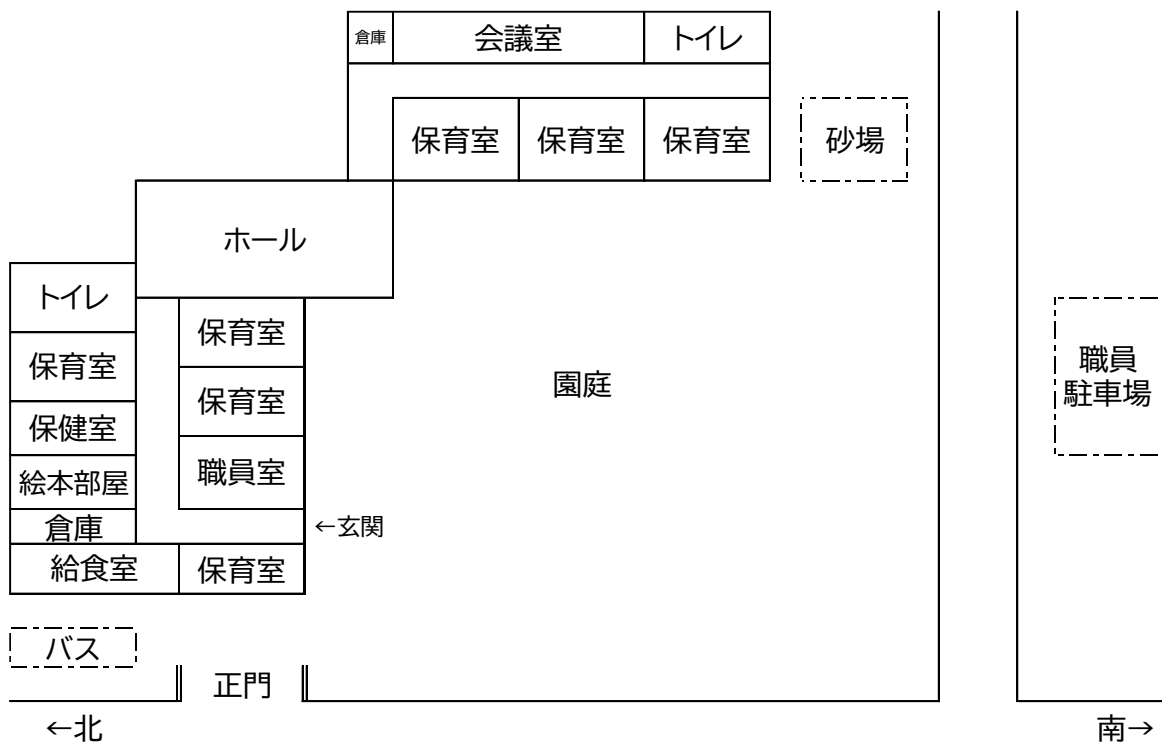 倉庫
会議室
トイレ
保育室
保育室
保育室
砂場
ホール
トイレ
保育室
保育室
保育室
保健室
絵本部屋
職員室
倉庫
←玄関
給食室
保育室
園庭
職員
駐車場
バス
正門
←北
南→